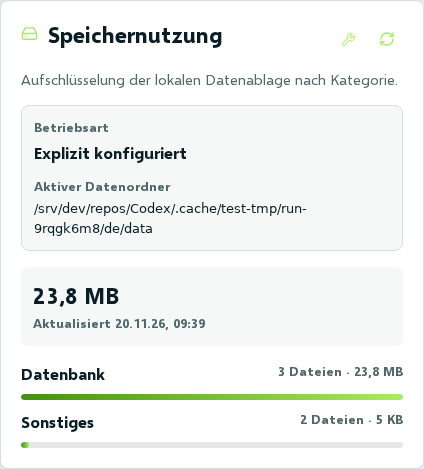 Speichernutzung
Aufschlüsselung der lokalen Datenablage nach Kategorie.
Betriebsart
Explizit konfiguriert
Aktiver Datenordner
/srv/dev/repos/Codex/.cache/test-tmp/run-
9rqgk6m8/de/data
23,8 MB
Aktualisiert 20.11.26, 09:39
Datenbank 3 Dateien · 23,8 MB
Sonstiges 2 Dateien · 5 KB